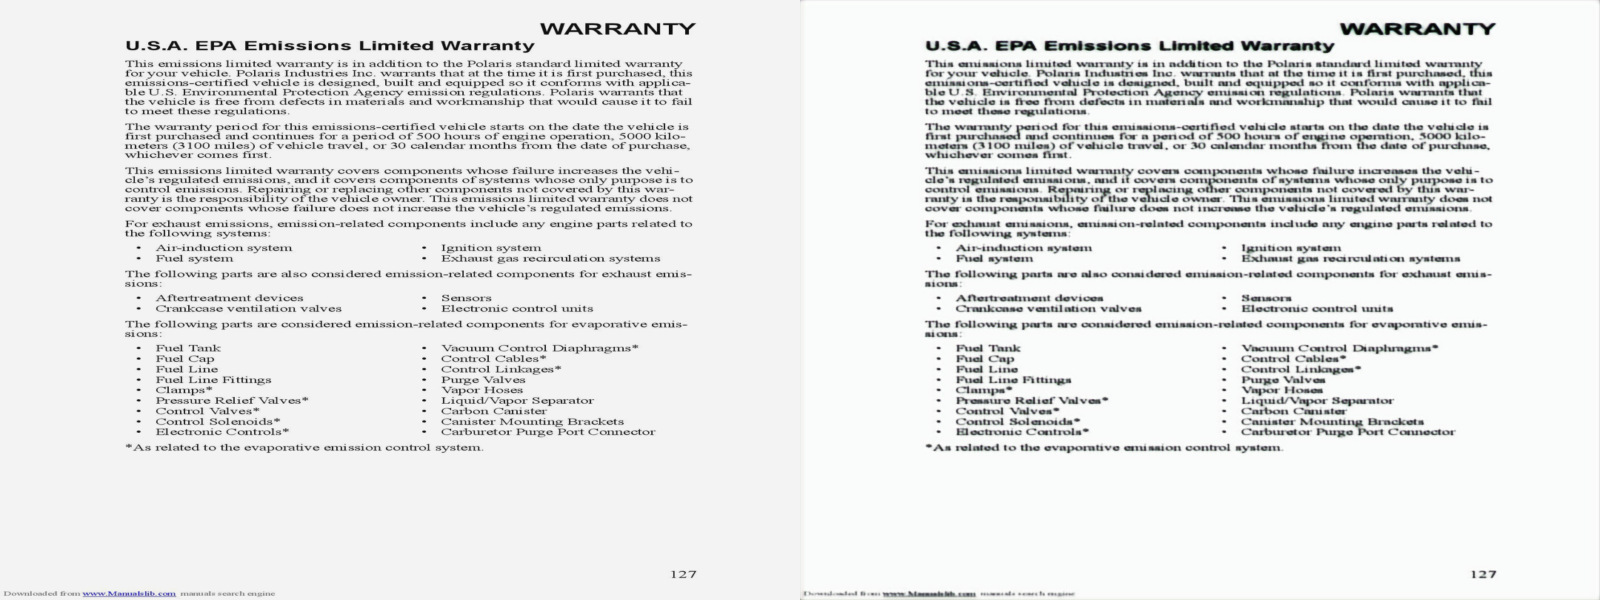 WARRANTY
U.S.A. EPA Emissions Limited Warranty
This emissions limited warranty is in addition to the Polaris standard limited warranty
for your vehicle. Polaris Industries Inc. warrants that at the time it is first purchased, this
emissions-certified vehicle is designed, built and equipped so it conforms with applica-
ble U.S. Environmental Protection Agency emission regulations. Polaris warrants that
the vehicle is free from defects in materials and workmanship that would cause it to fail
to meet these regulations.
The warranty period for this emissions-certified vehicle starts on the date the vehicle is
first purchased and continues for a period of 500 hours of engine operation, 5000 kilo-
meters (3100 miles) of vehicle travel, or 30 calendar months from the date of purchase,
whichever comes first.
This emissions limited warranty covers components whose failure increases the vehi-
cle's regulated emissions, and it covers components of systems whose only purpose is to
control emissions. Repairing or replacing other components not covered by this war-
ranty is the responsibility of the vehicle owner. This emissions limited warranty does not
cover components whose failure does not increase the vehicle's regulated emissions.
For exhaust emissions, emission-related components include any engine parts related to
the following systems:
• Air-induction system
• Fuel system
• Ignition system
• Exhaust gas recirculation systems
The following parts are also considered emission-related components for exhaust emis-
sions:
• Aftertreatment devices
• Crankcase ventilation valves
• Sensors
• Electronic control units
The following parts are considered emission-related components for evaporative emis-
sions:
• Fuel Tank
• Fuel Cap
• Fuel Line
• Fuel Line Fittings
• Clamps*
• Pressure Relief Valves*
• Control Valves*
• Control Solenoids*
• Electronic Controls*
• Vacuum Control Diaphragms*
• Control Cables*
• Control Linkages*
• Purge Valves
• Vapor Hoses
• Liquid/Vapor Separator
• Carbon Canister
• Canister Mounting Brackets
• Carburetor Purge Port Connector
*As related to the evaporative emission control system.
127
Downloaded from www.Manualslib.com manuals search engine
WARRANTY
U.S.A. EPA Emissions Limited Warranty
This emissions limited warranty is in addition to the Polaris standard limited warranty
for your vehicle. Polaris Industries Inc. warrants that at the time it is first purchased, this
emissions-certified vehicle is designed, built and equipped so it conforms with applica-
ble U.S. Environmental Protection Agency emission regulations. Polaris warrants that
the vehicle is free from defects in materials and workmanship that would cause it to fail
to meet these regulations.
The warranty period for this emissions-certified vehicle starts on the date the vehicle is
first purchased and continues for a period of 500 hours of engine operation, 5000 kilo-
meters (3100 miles) of vehicle travel, or 30 calendar months from the date of purchase,
whichever comes first.
This emissions limited warranty covers components whose failure increases the vehi-
cle's regulated emissions, and it covers components of systems whose only purpose is to
control emissions. Repairing or replacing other components not covered by this war-
ranty is the responsibility of the vehicle owner. This emissions limited warranty does not
cover components whose failure does not increase the vehicle's regulated emissions.
For exhaust emissions, emission-related components include any engine parts related to
the following systems:
• Air-induction system
• Fuel system
• Ignition system
• Exhaust gas recirculation systems
The following parts are also considered emission-related components for exhaust emis-
sions:
• Aftertreatment devices
• Crankcase ventilation valves
• Sensors
• Electronic control units
The following parts are considered emission-related components for evaporative emis-
sions:
• Fuel Tank
• Fuel Cap
• Fuel Line
• Fuel Line Fittings
• Clamps*
• Pressure Relief Valves*
• Control Valves*
• Control Solenoids*
• Electronic Controls*
• Vacuum Control Diaphragms*
• Control Cables*
• Control Linkages*
• Purge Valves
• Vapor Hoses
• Liquid/Vapor Separator
• Carbon Canister
• Canister Mounting Brackets
• Carburetor Purge Port Connector
*As related to the evaporative emission control system.
127
Downloaded from www.Manualslib.com manuals search engine